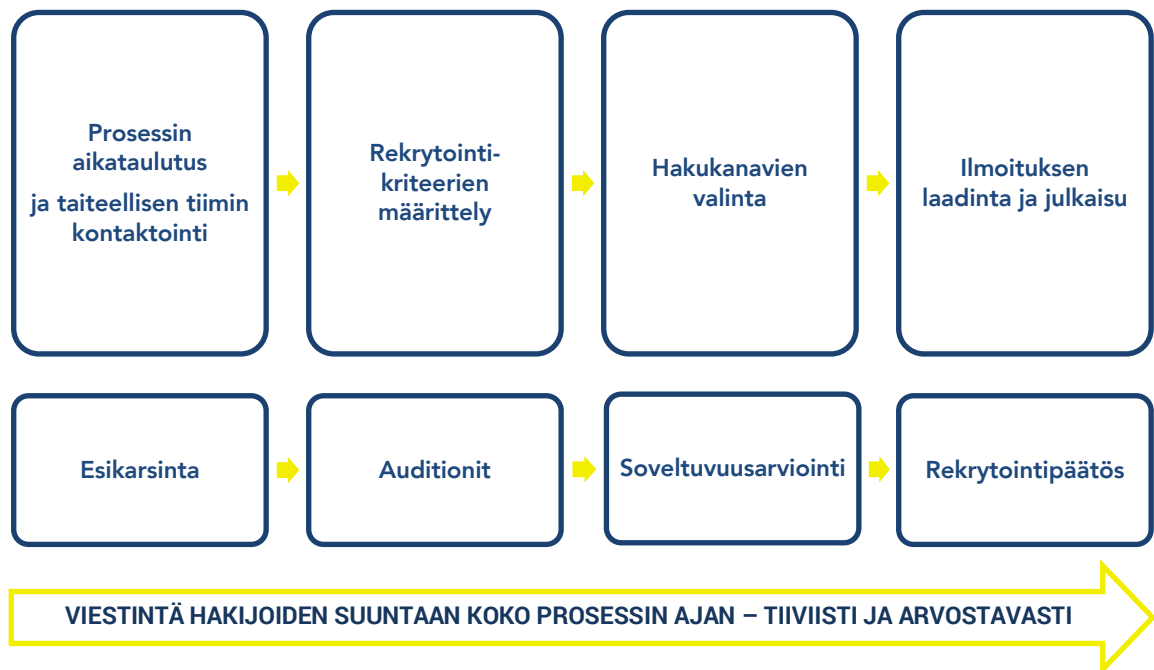 Prosessin
aikataulutus
ja taiteellisen tiimin
kontaktointi
Rekrytointi-
kriteerien
määrittely
Hakukanavien
valinta
Ilmoituksen
laadinta ja julkaisu
Esikarsinta
Auditionit
Soveltuvuusarviointi
Rekrytointipäätös
VIESTINTÄ HAKIJOIDEN SUUNTAAN KOKO PROSESSIN AJAN – TIIVIISTI JA ARVOSTAVASTI